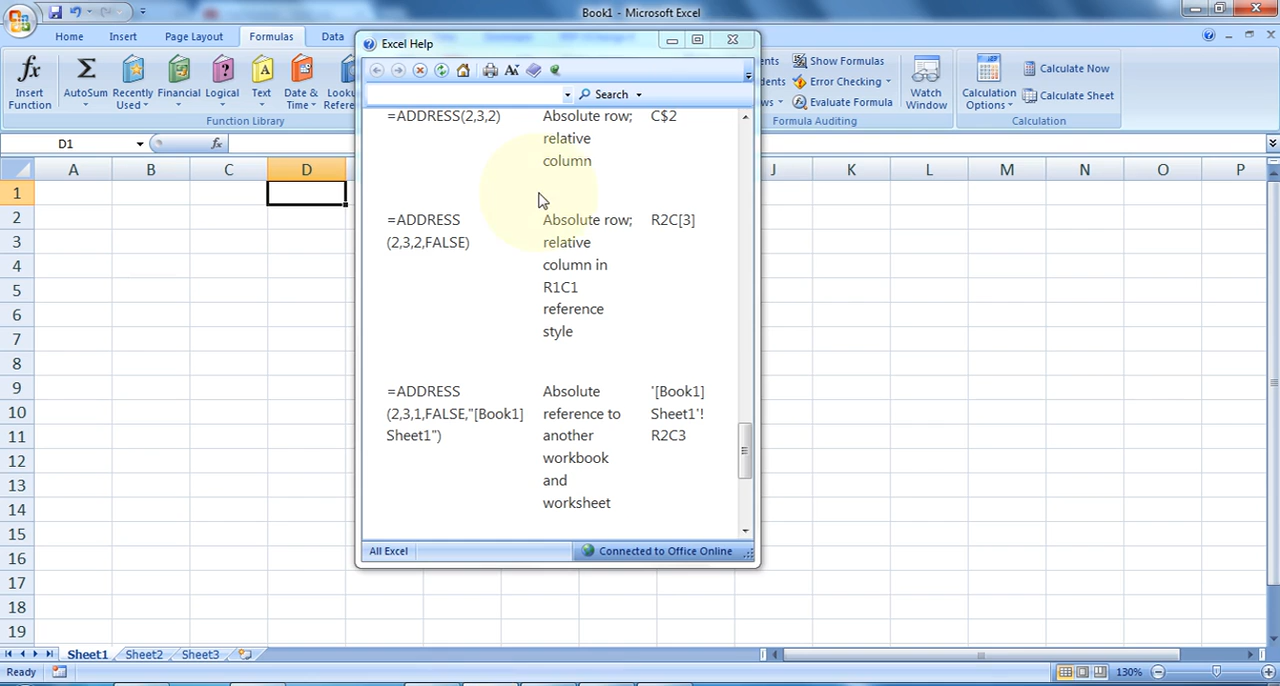 Book1 - Microsoft Excel
Home Insert Page Layout Formulas Data
Excel Help
fx Insert Function
Σ AutoSum
Recently Used
Financial
Logical
Text
Date & Time
Function Library
Show Formulas
Error Checking
Evaluate Formula
Formula Auditing
Watch Window
Calculation Options
Calculate Now
Calculate Sheet
Calculation
Search
D1 fx
A B C D J K L M N O P
1
2
3
4
5
6
7
8
9
10
11
12
13
14
15
16
17
18
19
=ADDRESS(2,3,2) Absolute row; C$2
relative
column
=ADDRESS Absolute row; R2C[3]
(2,3,2,FALSE) relative
column in
R1C1
reference
style
=ADDRESS Absolute '[Book1]
(2,3,1,FALSE,"[Book1] reference to Sheet1'!
Sheet1") another R2C3
workbook
and
worksheet
All Excel Connected to Office Online
Sheet1 Sheet2 Sheet3
Ready 130%